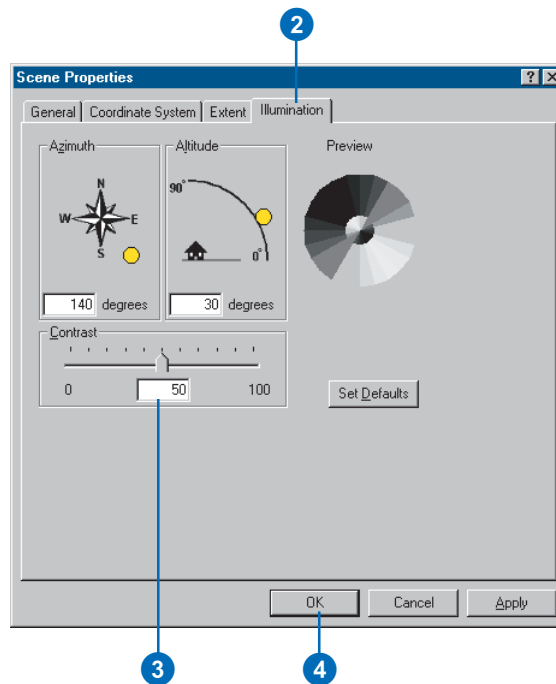 2
Scene Properties
? X
General Coordinate System Extent Illumination
Azimuth
N
W E
S
140 degrees
Altitude
90°
0°
30 degrees
Preview
Contrast
0 50 100
Set Defaults
OK Cancel Apply
3 4